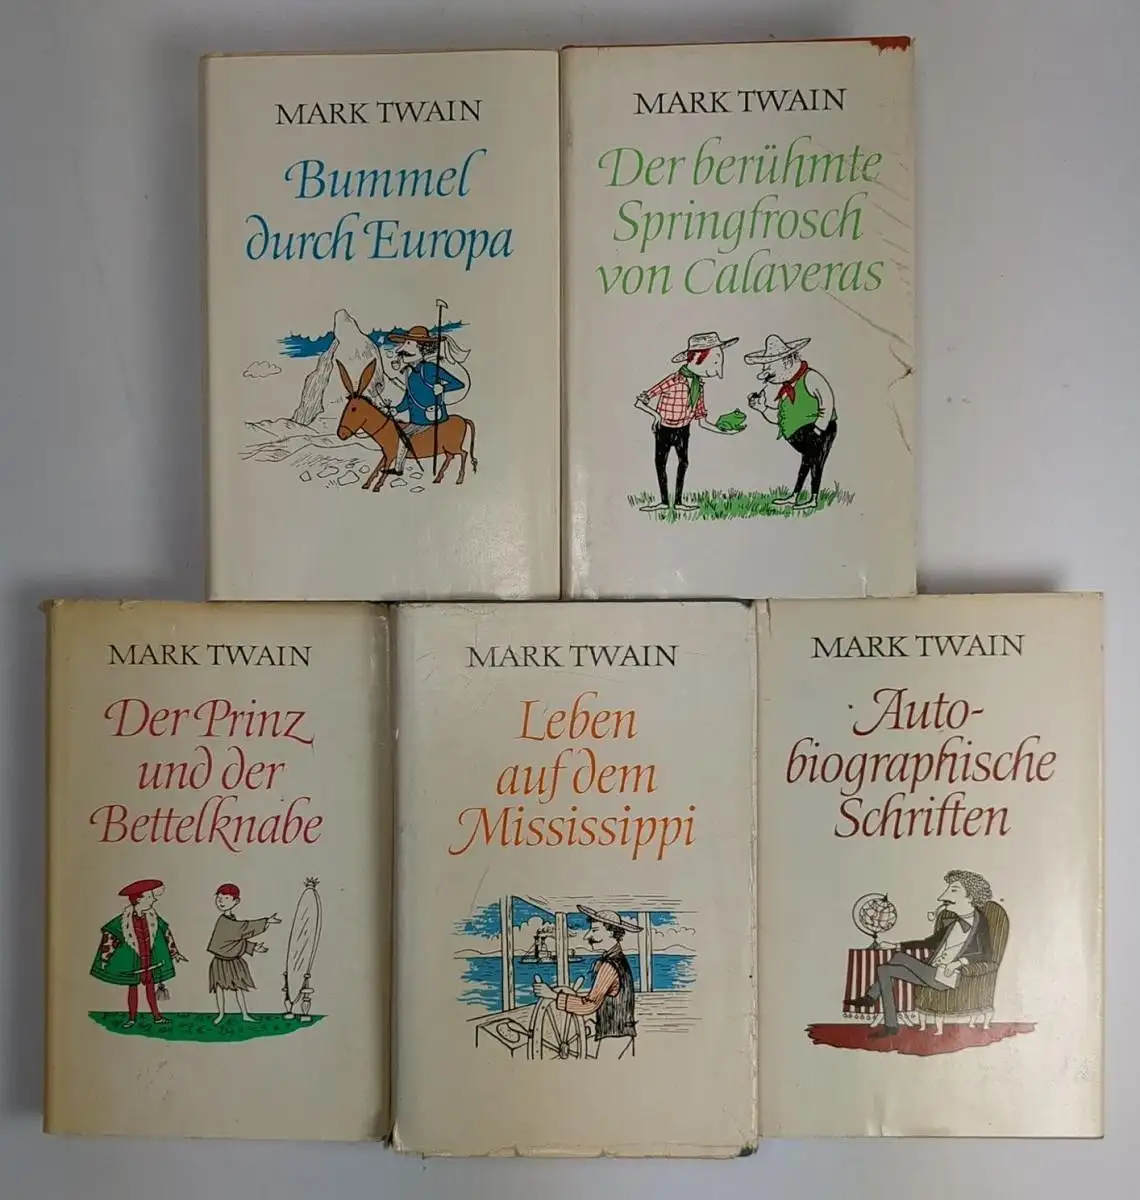 MARK TWAIN
Bummel
durch Europa
MARK TWAIN
Der berühmte
Springfrosch
von Calaveras
MARK TWAIN
Der Prinz
und der
Bettelknabe
MARK TWAIN
Leben
auf dem
Mississippi
MARK TWAIN
Auto-
biographische
Schriften